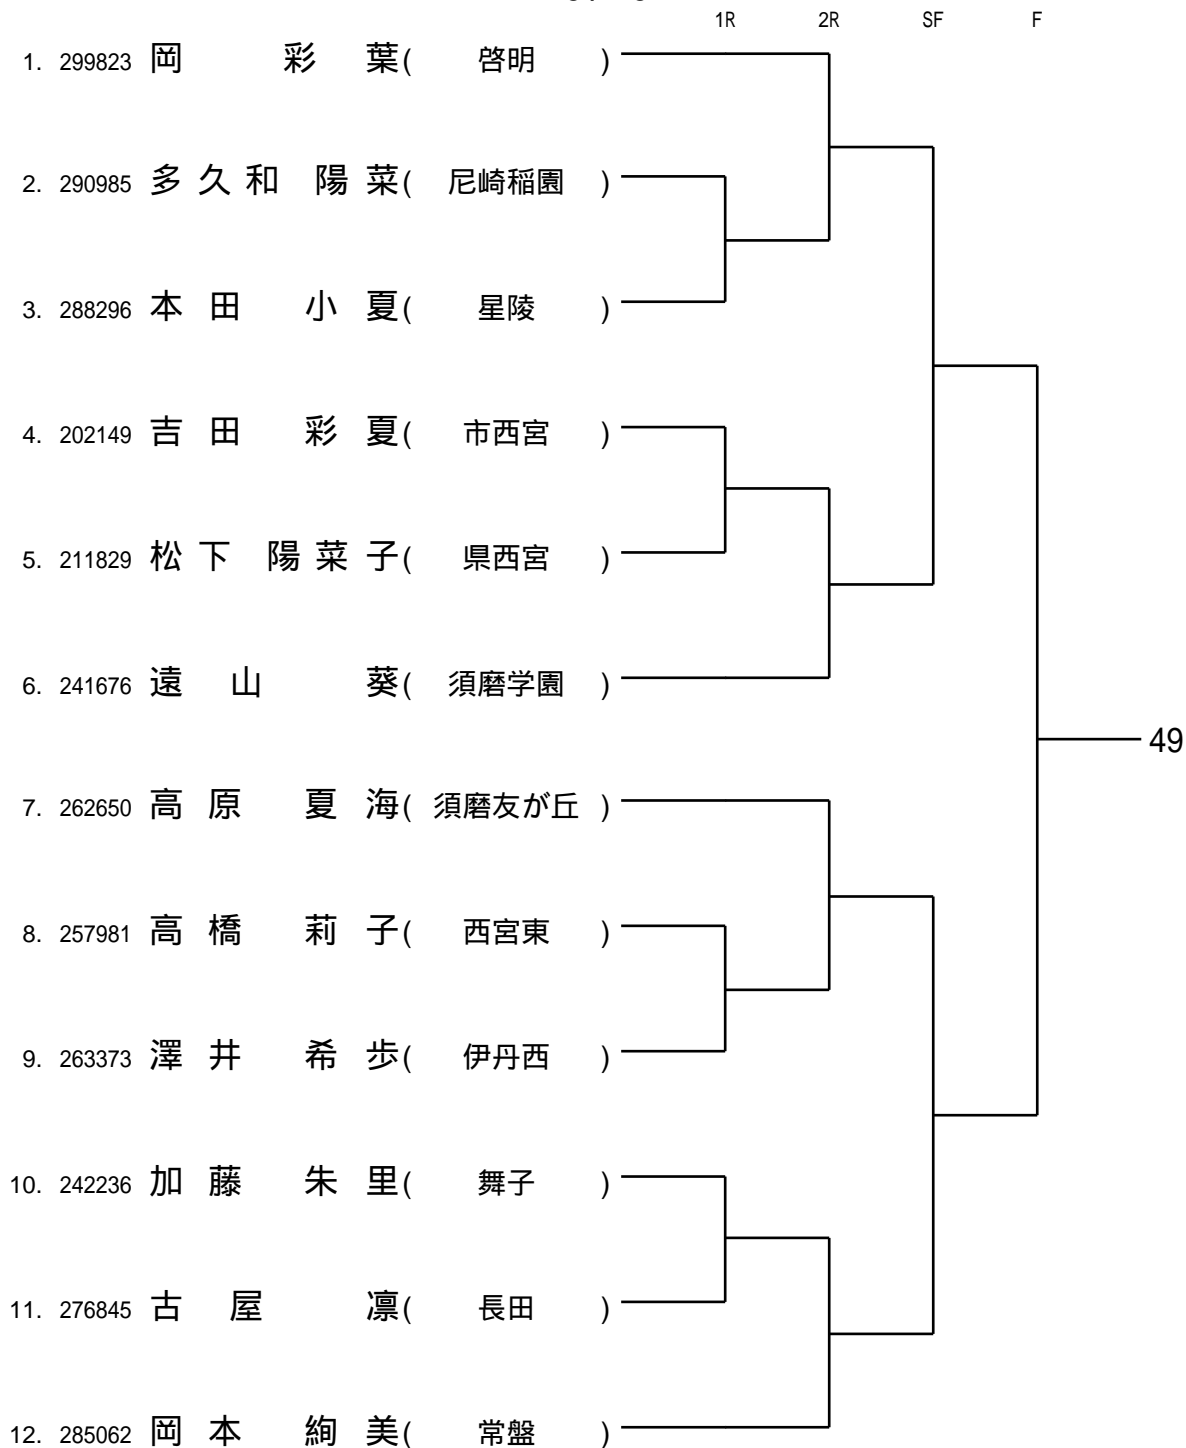 1R 2R SF F
1. 299823 岡 彩 葉( 啓明 )
2. 290985 多 久 和 陽 菜( 尼崎稲園 )
3. 288296 本 田 小 夏( 星陵 )
4. 202149 吉 田 彩 夏( 市西宮 )
5. 211829 松 下 陽 菜 子( 県西宮 )
6. 241676 遠 山 葵( 須磨学園 )
49
7. 262650 高 原 夏 海( 須磨友が丘 )
8. 257981 高 橋 莉 子( 西宮東 )
9. 263373 澤 井 希 歩( 伊丹西 )
10. 242236 加 藤 朱 里( 舞子 )
11. 276845 古 屋 凛( 長田 )
12. 285062 岡 本 絢 美( 常盤 )